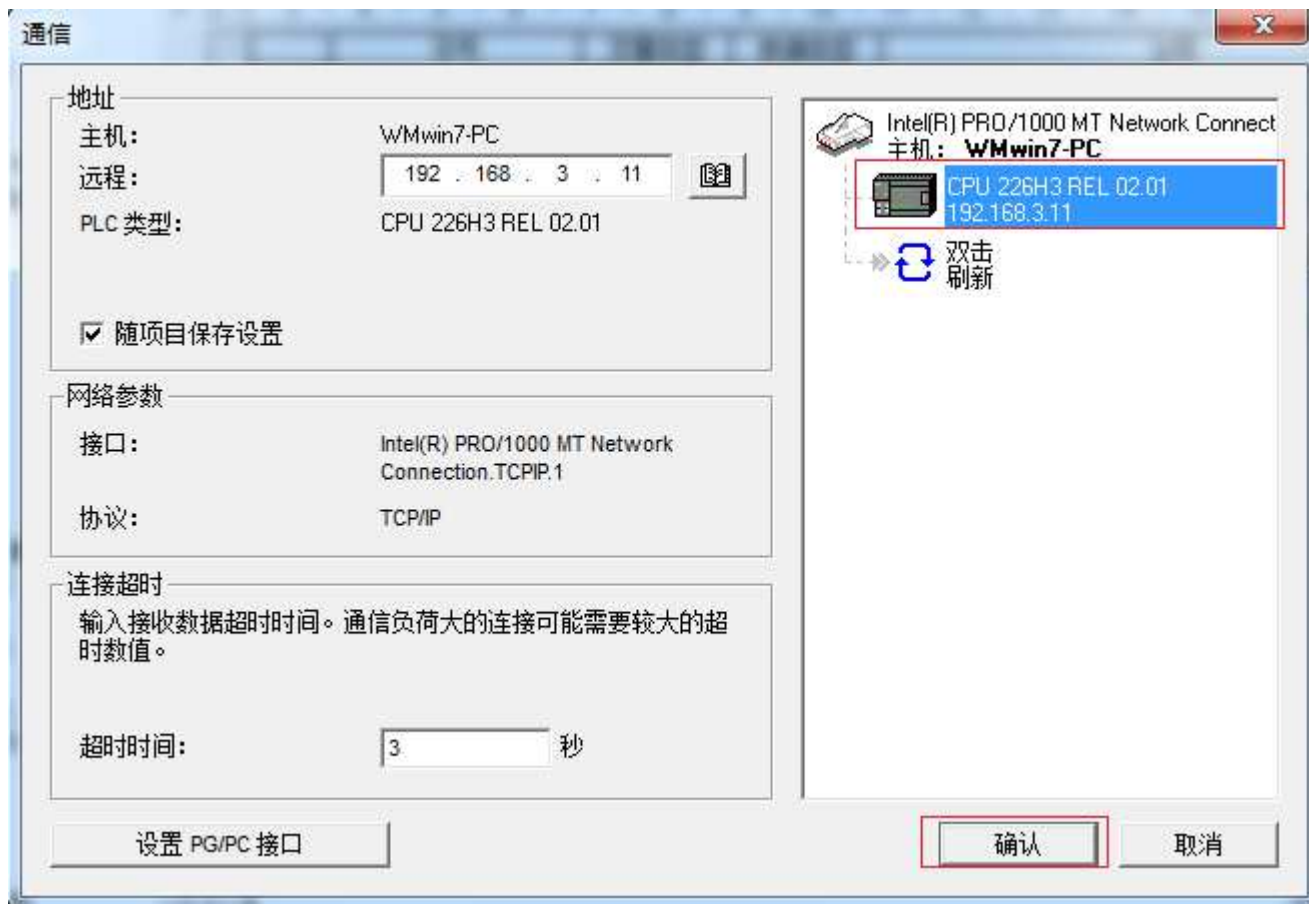 通信
地址
主机： WMwin7-PC
远程： 192 . 168 . 3 . 11
PLC 类型： CPU 226H3 REL 02.01
随项目保存设置
网络参数
接口： Intel(R) PRO/1000 MT Network
Connection.TCPIP.1
协议： TCP/IP
连接超时
输入接收数据超时时间。通信负荷大的连接可能需要较大的超
时数值。
超时时间： 3 秒
设置 PG/PC 接口
Intel(R) PRO/1000 MT Network Connect
主机： WMwin7-PC
CPU 226H3 REL 02.01
192.168.3.11
双击
刷新
确认
取消